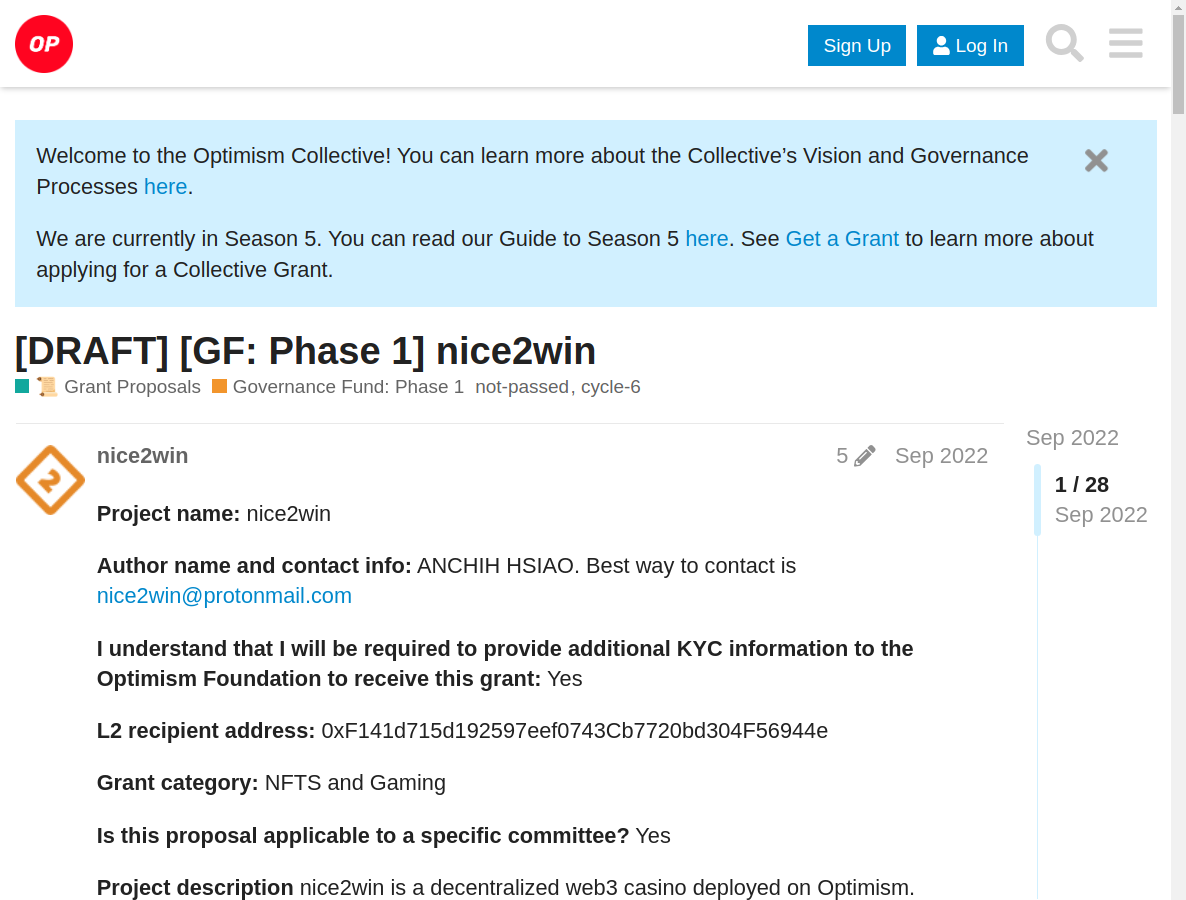 OP
Sign Up
Log In
Welcome to the Optimism Collective! You can learn more about the Collective’s Vision and Governance
Processes here.
We are currently in Season 5. You can read our Guide to Season 5 here. See Get a Grant to learn more about
applying for a Collective Grant.
[DRAFT] [GF: Phase 1] nice2win
Grant Proposals Governance Fund: Phase 1 not-passed, cycle-6
2
nice2win
5
Sep 2022
Sep 2022
1 / 28
Sep 2022
Project name: nice2win
Author name and contact info: ANCHIH HSIAO. Best way to contact is
nice2win@protonmail.com
I understand that I will be required to provide additional KYC information to the
Optimism Foundation to receive this grant: Yes
L2 recipient address: 0xF141d715d192597eef0743Cb7720bd304F56944e
Grant category: NFTS and Gaming
Is this proposal applicable to a specific committee? Yes
Project description nice2win is a decentralized web3 casino deployed on Optimism.